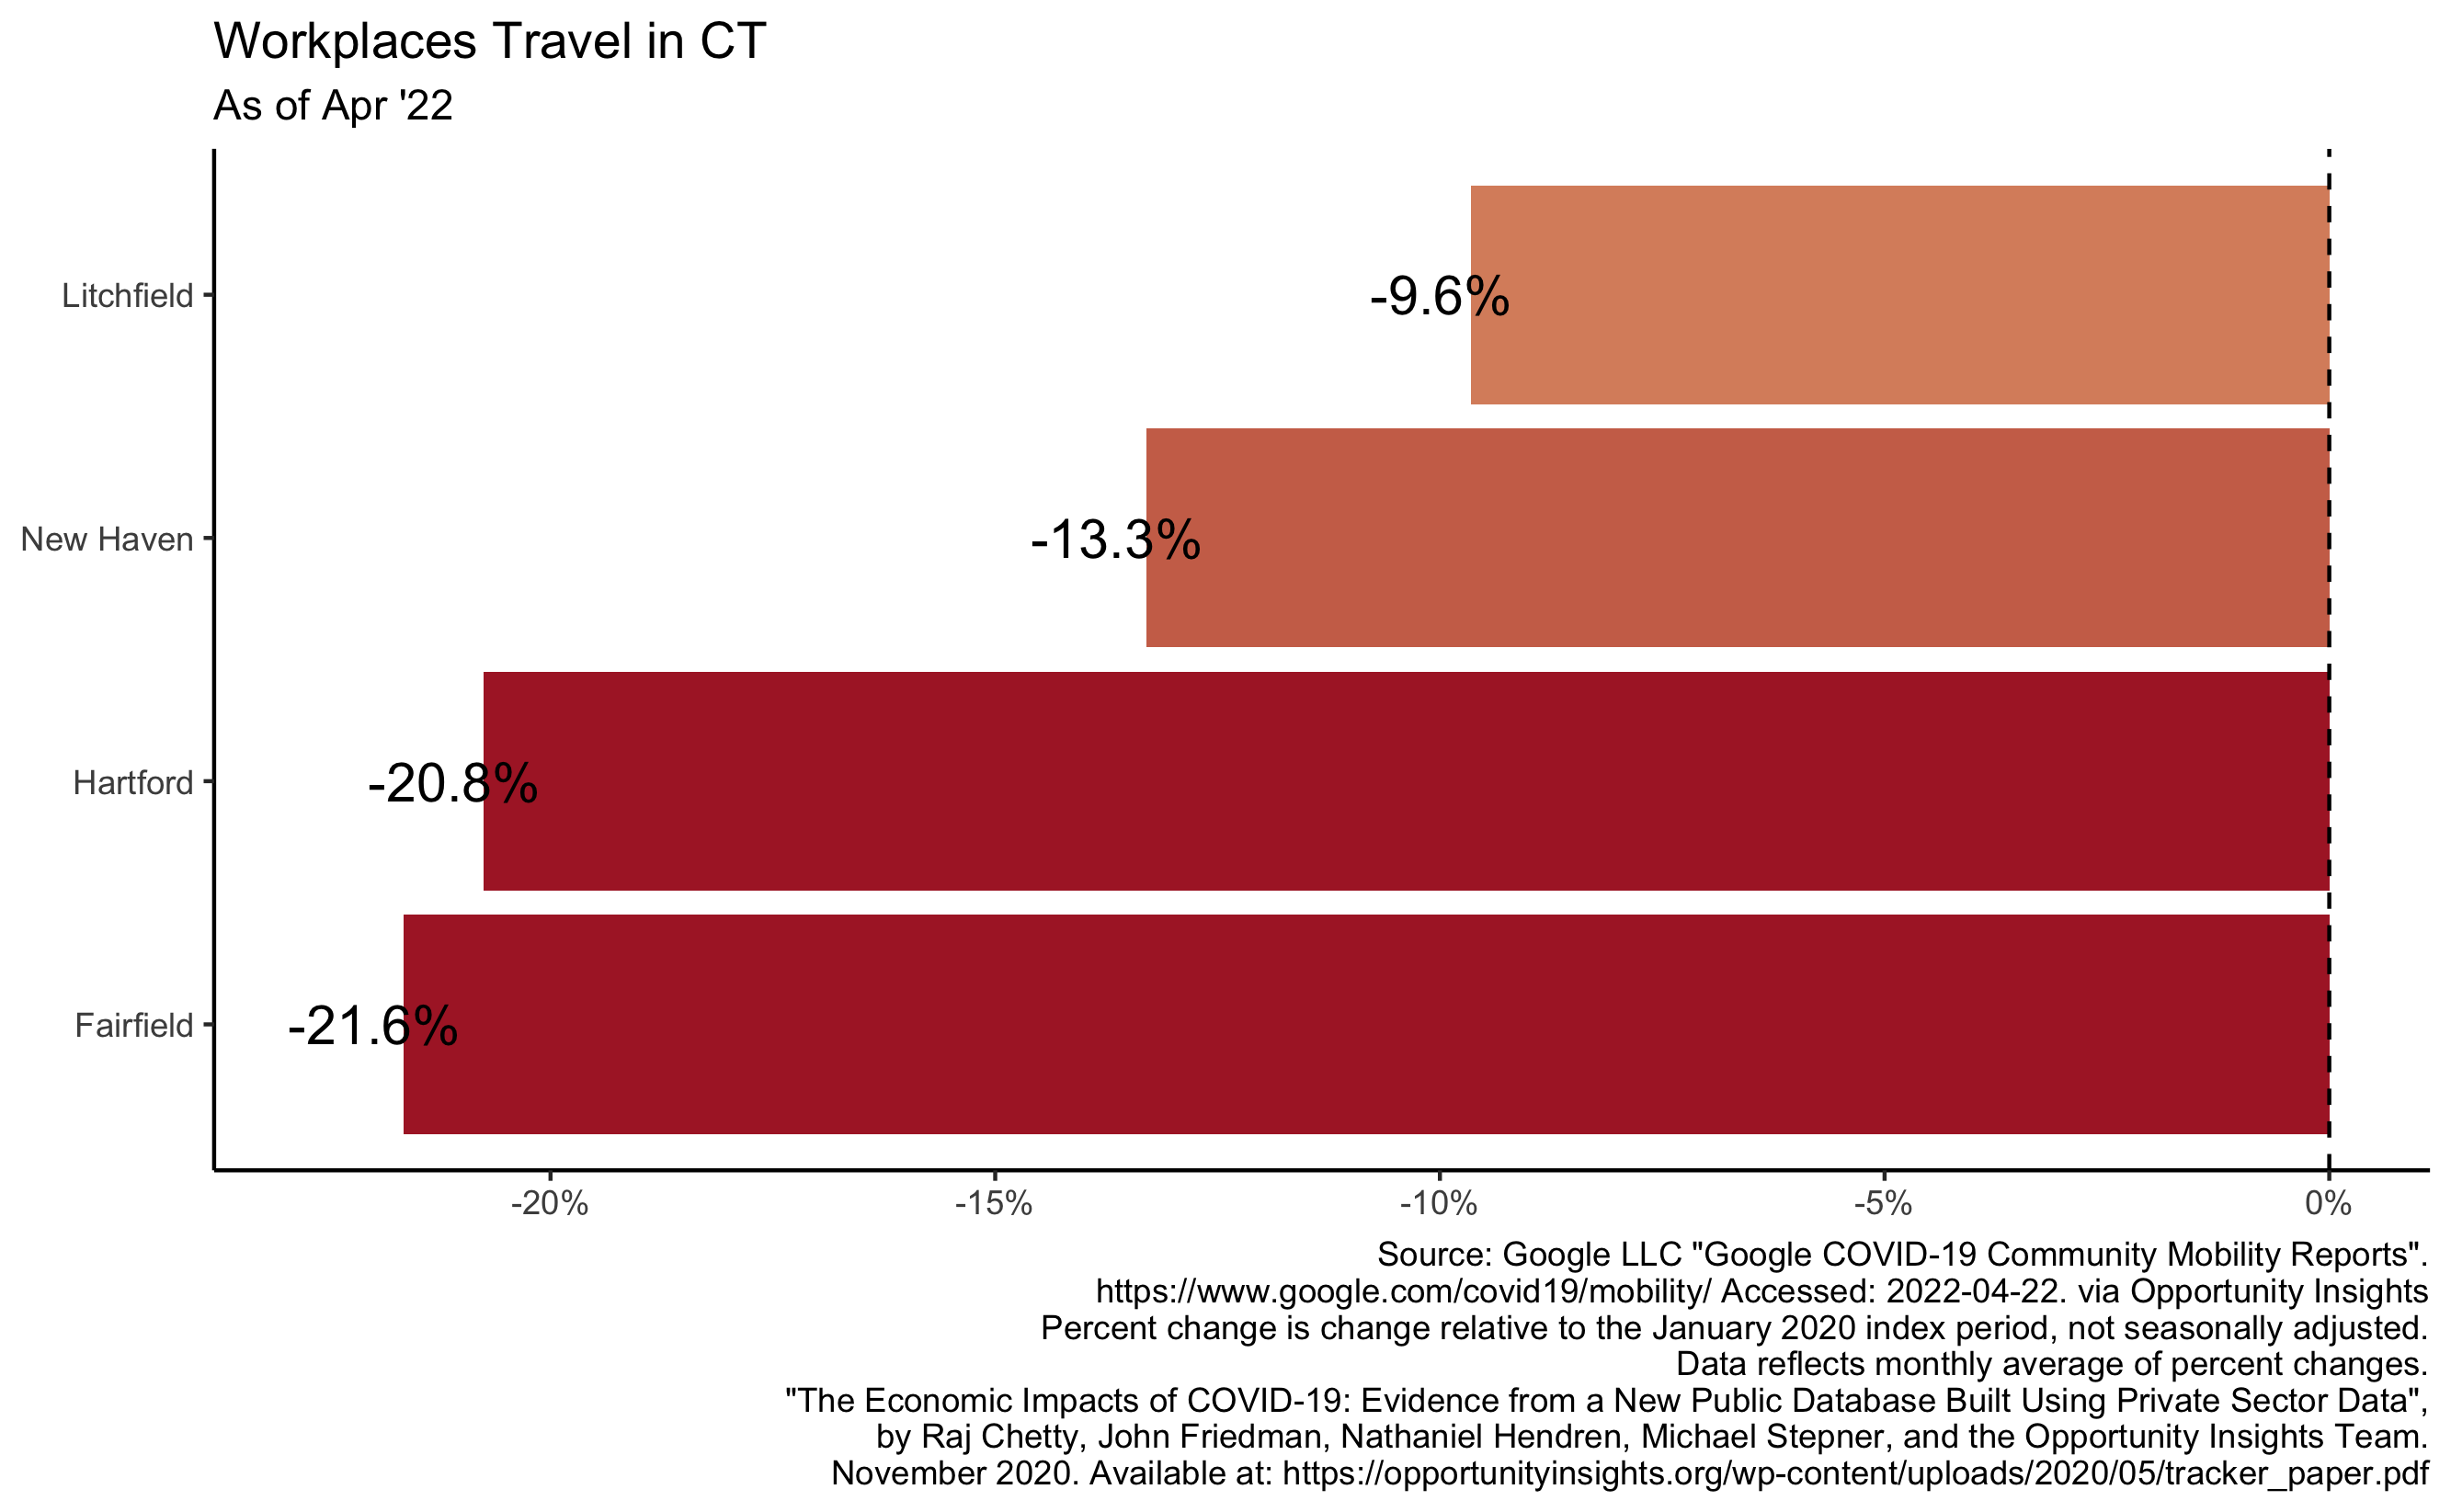 Workplaces Travel in CT
As of Apr '22
Litchfield
-9.6%
New Haven
-13.3%
Hartford
-20.8%
Fairfield
-21.6%
-20%
-15%
-10%
-5%
0%
Source: Google LLC "Google COVID-19 Community Mobility Reports".
https://www.google.com/covid19/mobility/ Accessed: 2022-04-22. via Opportunity Insights
Percent change is change relative to the January 2020 index period, not seasonally adjusted.
Data reflects monthly average of percent changes.
"The Economic Impacts of COVID-19: Evidence from a New Public Database Built Using Private Sector Data",
by Raj Chetty, John Friedman, Nathaniel Hendren, Michael Stepner, and the Opportunity Insights Team.
November 2020. Available at: https://opportunityinsights.org/wp-content/uploads/2020/05/tracker_paper.pdf